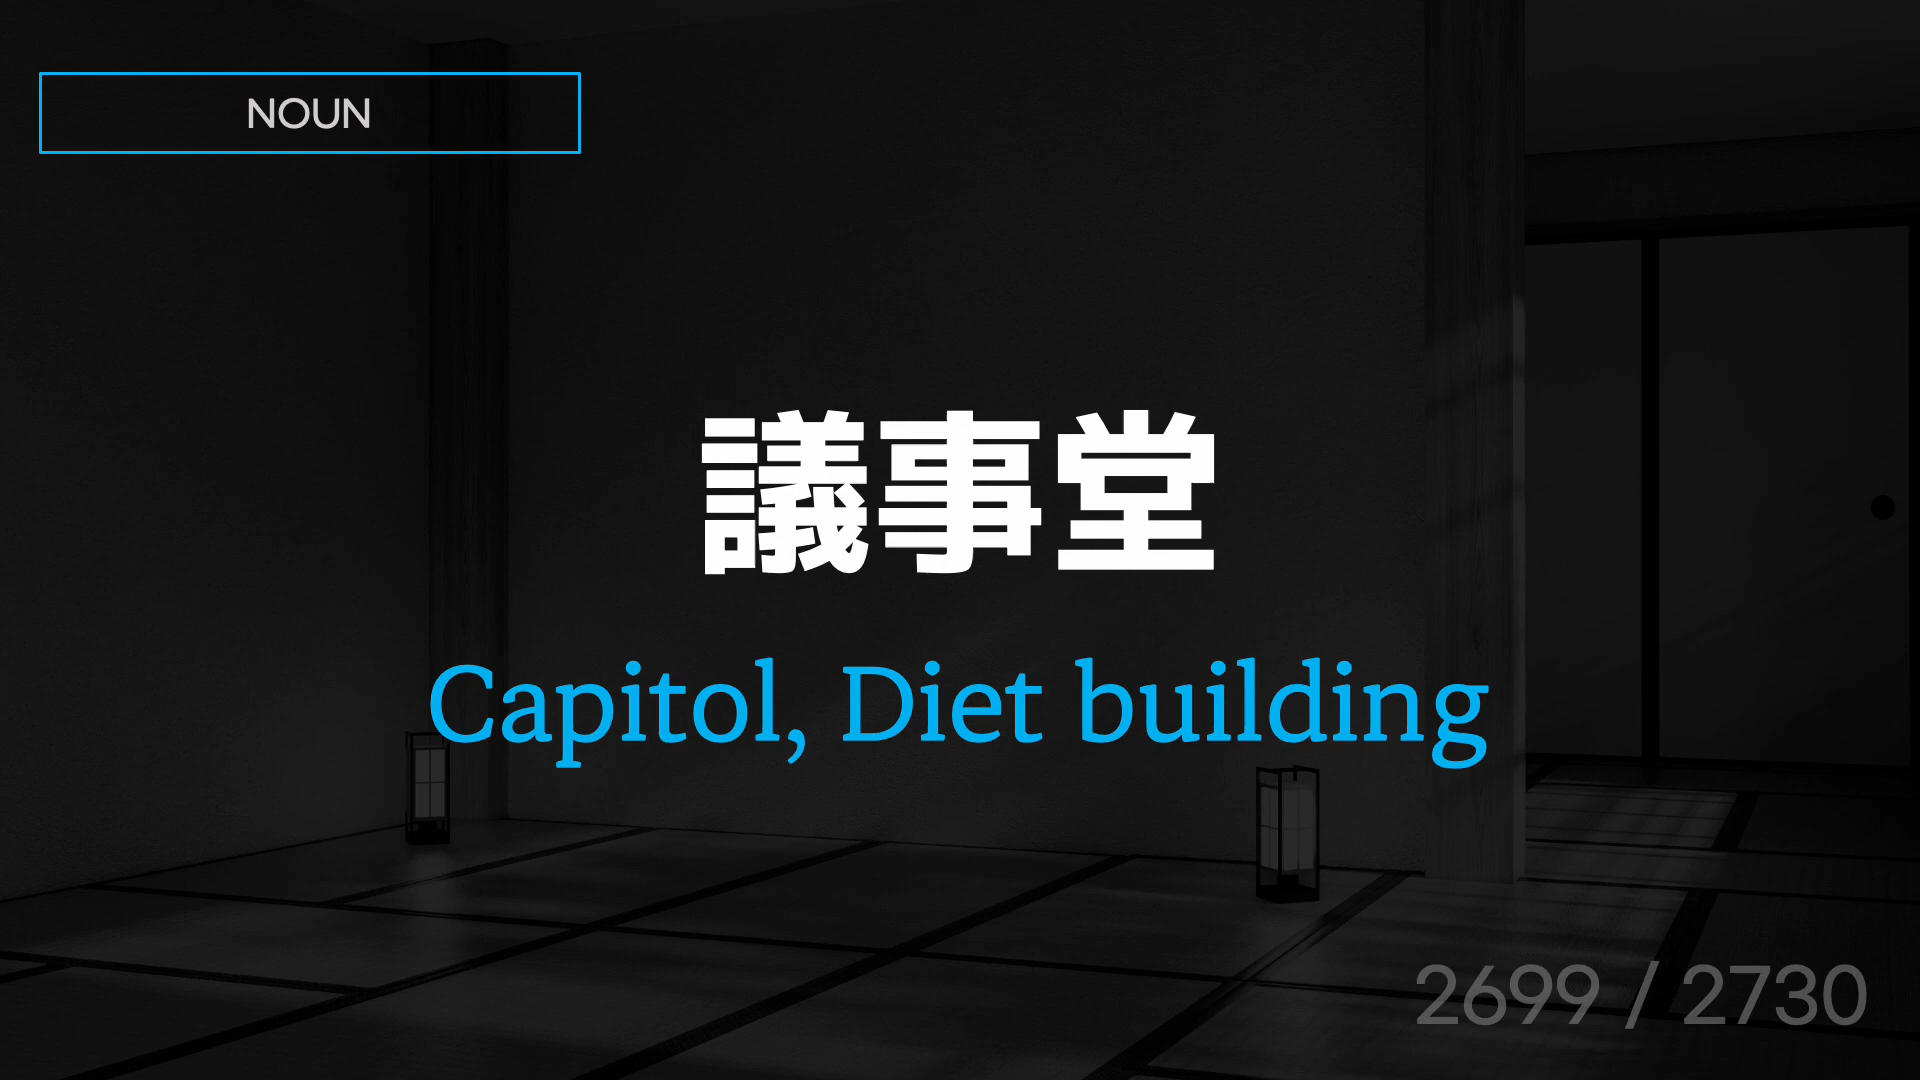 NOUN
議事堂
Capitol, Diet building
2699 / 2730